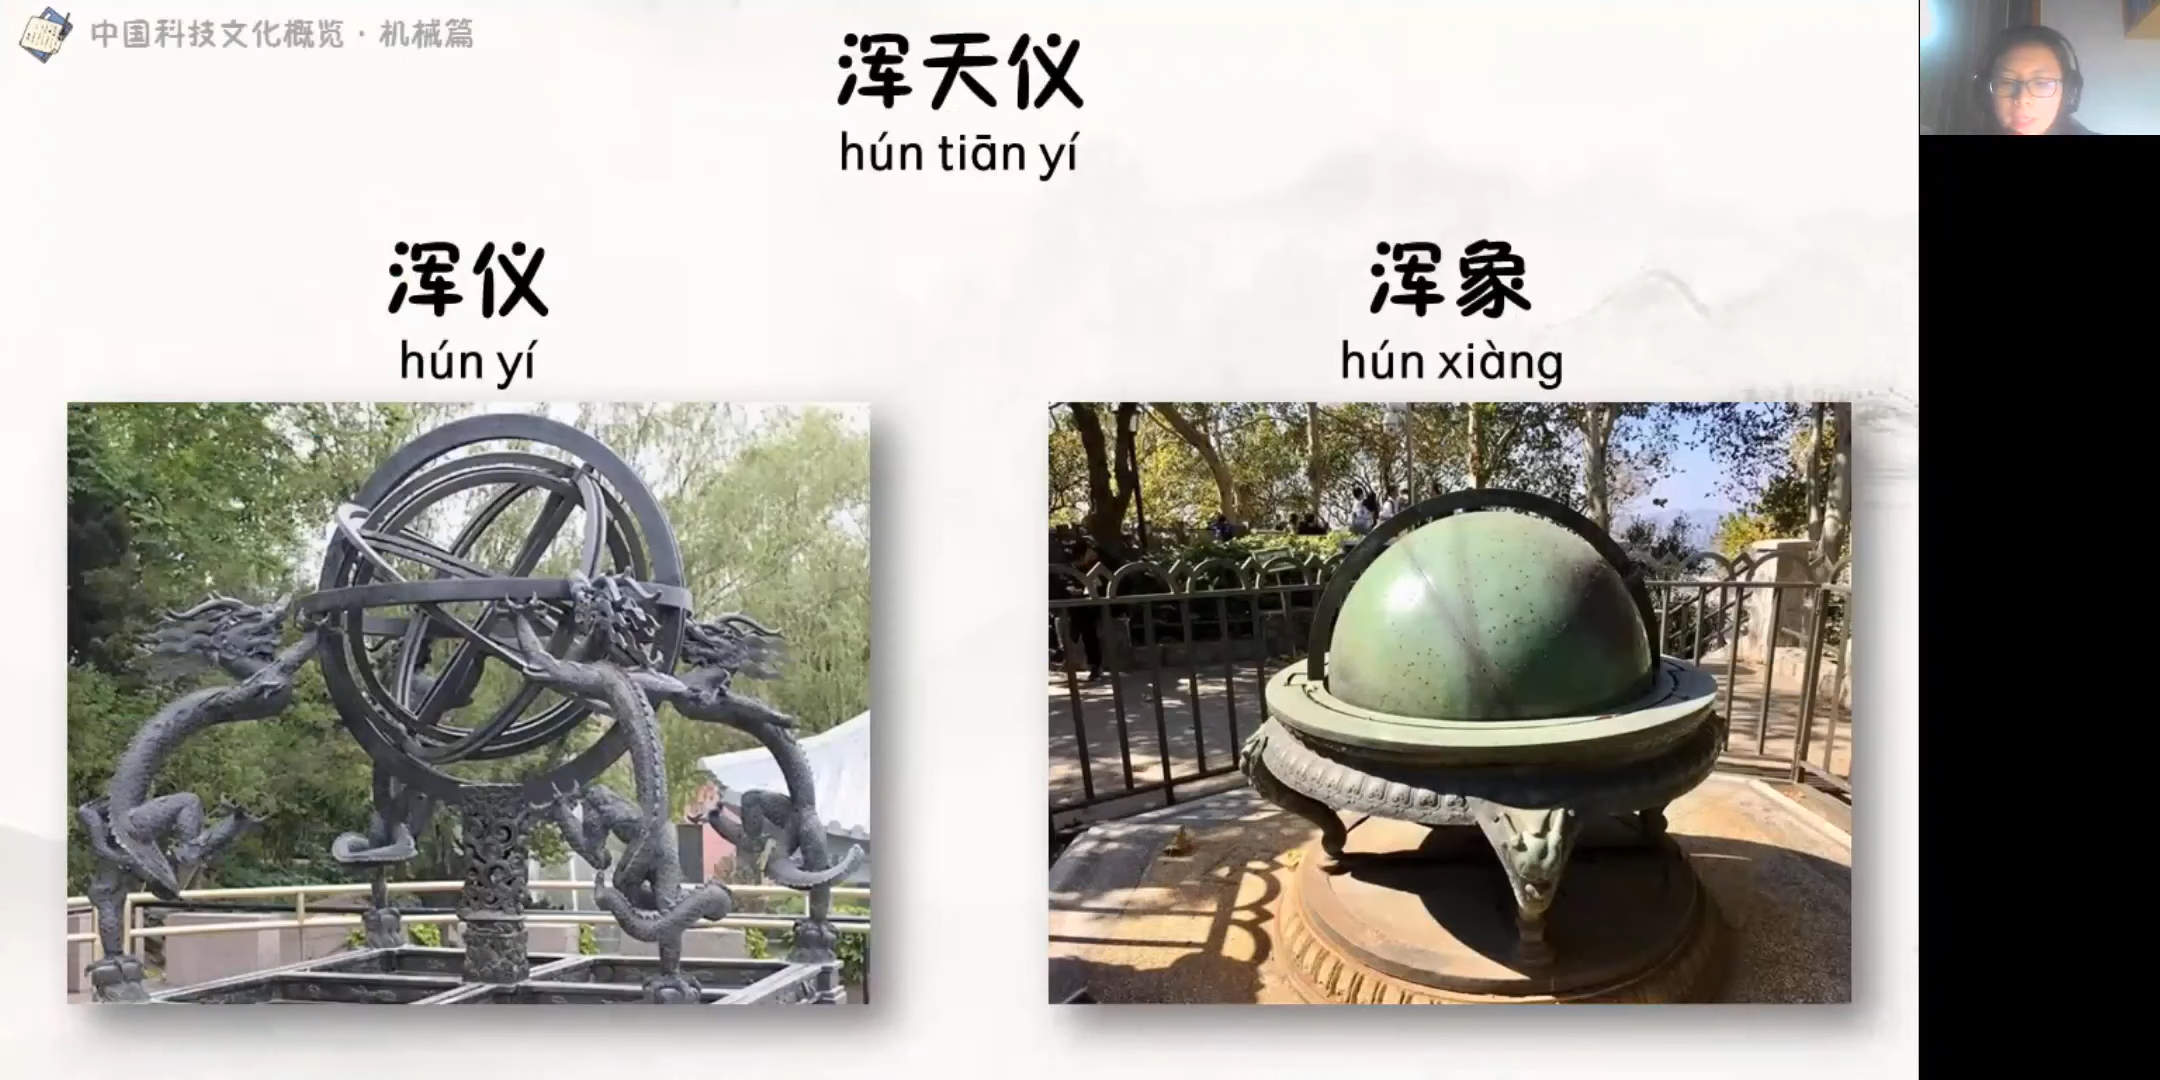 中国科技文化概览·机械篇
浑天仪
hún tiān yí
浑仪
hún yí
浑象
hún xiàng